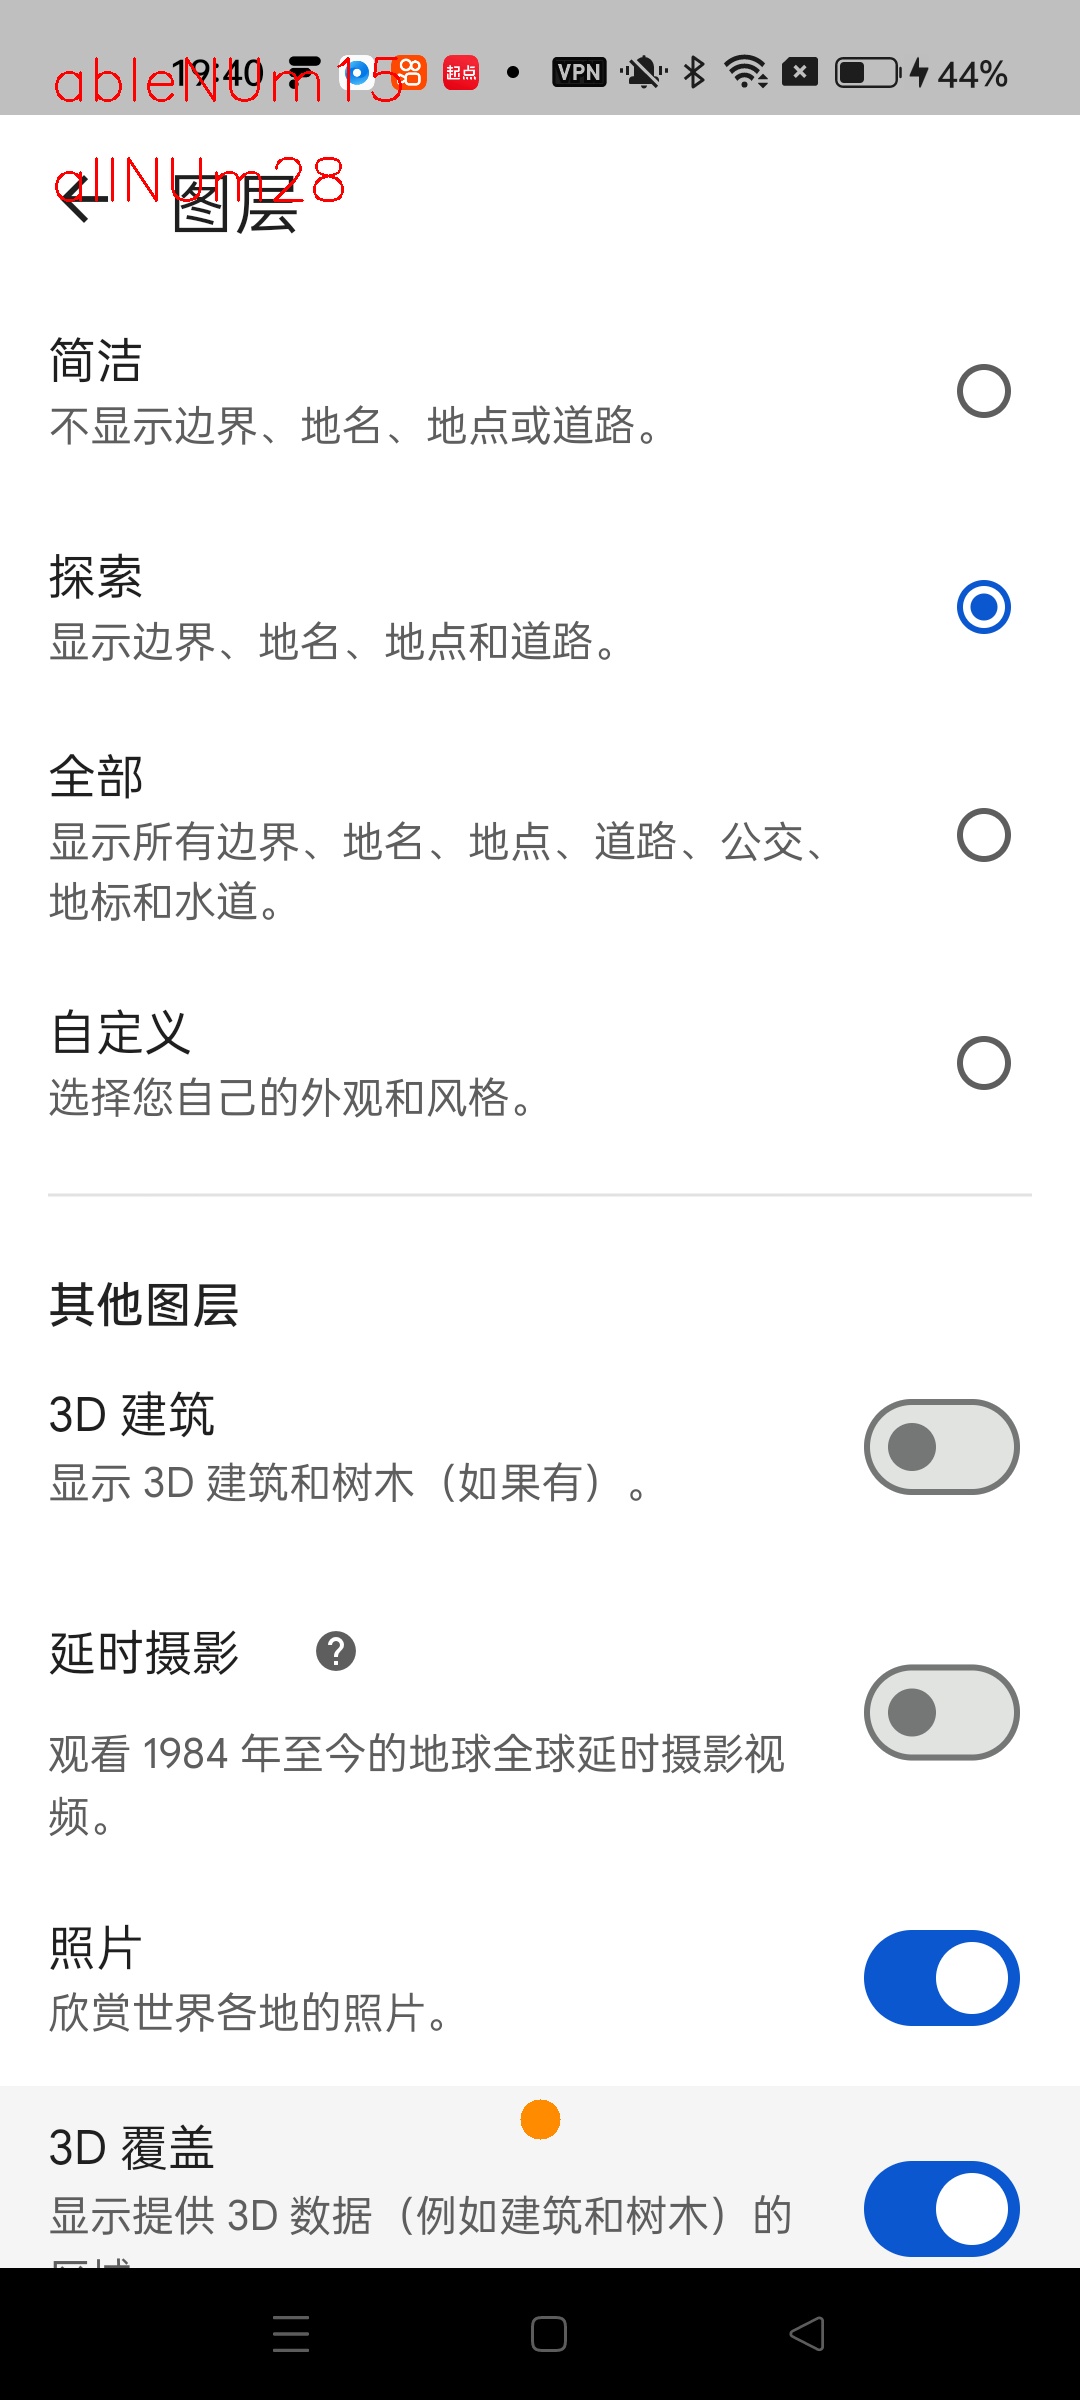 ableNUm15
19:40
起点
VPN
44%
allNUm28
图层
简洁
不显示边界、地名、地点或道路。
探索
显示边界、地名、地点和道路。
全部
显示所有边界、地名、地点、道路、公交、
地标和水道。
自定义
选择您自己的外观和风格。
其他图层
3D 建筑
显示 3D 建筑和树木（如果有）。
延时摄影
?
观看 1984 年至今的地球全球延时摄影视
频。
照片
欣赏世界各地的照片。
3D 覆盖
显示提供 3D 数据（例如建筑和树木）的